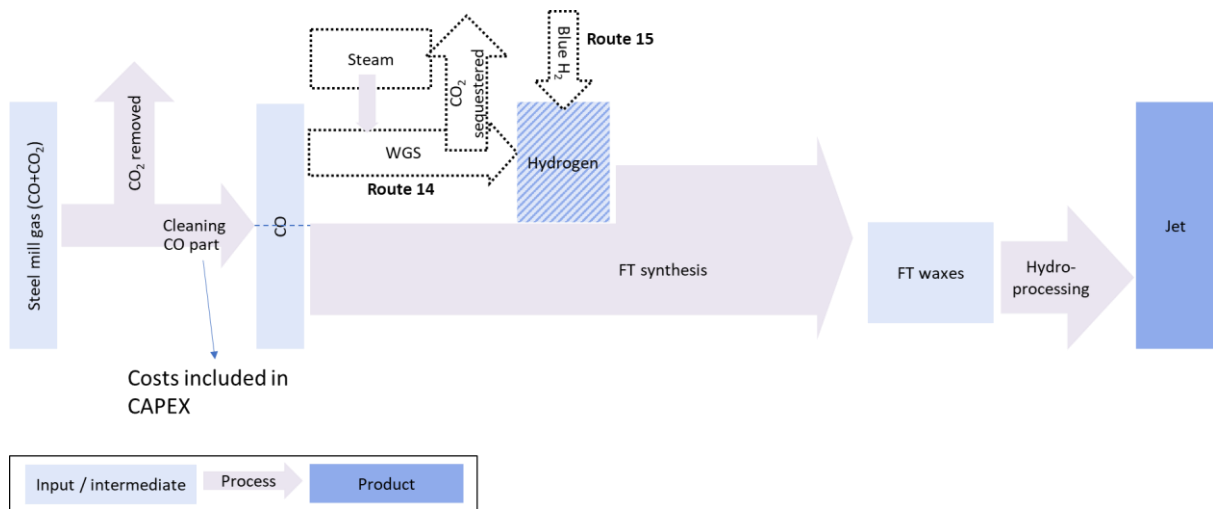 Steel mill gas (CO+CO₂)
CO₂ removed
Cleaning
CO part
Costs included in
CAPEX
CO
Steam
WGS
Route 14
CO₂
sequestered
Blue H₂
Route 15
Hydrogen
FT synthesis
FT waxes
Hydro-
processing
Jet
Input / intermediate
Process
Product